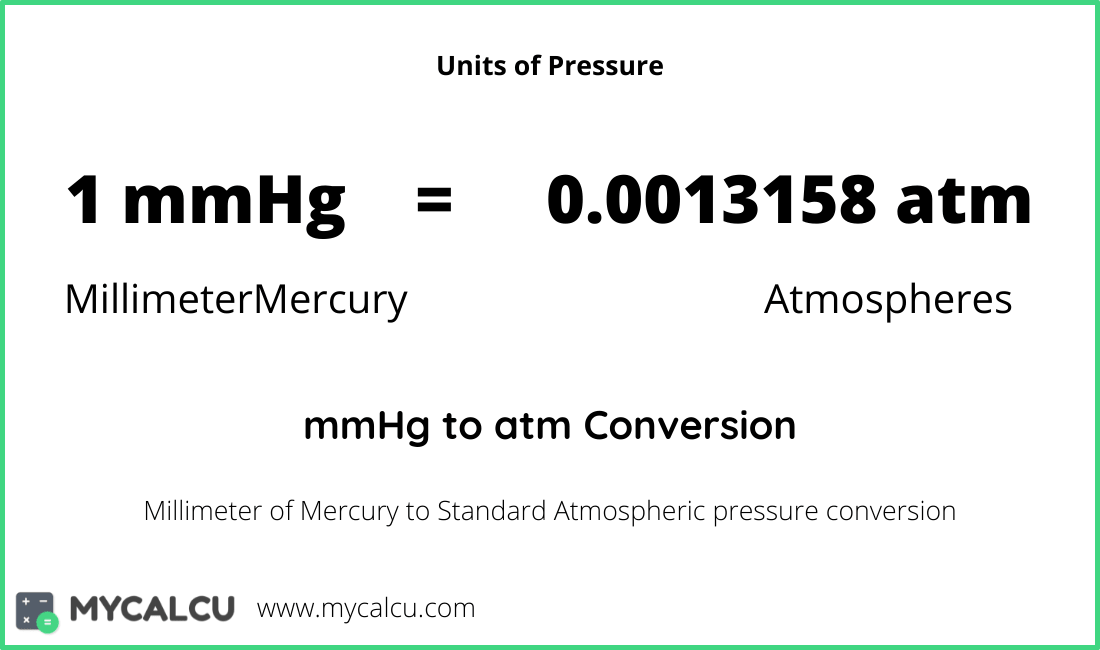 Units of Pressure
1 mmHg = 0.0013158 atm
MillimeterMercury Atmospheres
mmHg to atm Conversion
Millimeter of Mercury to Standard Atmospheric pressure conversion
+ − × = MYCALCU www.mycalcu.com